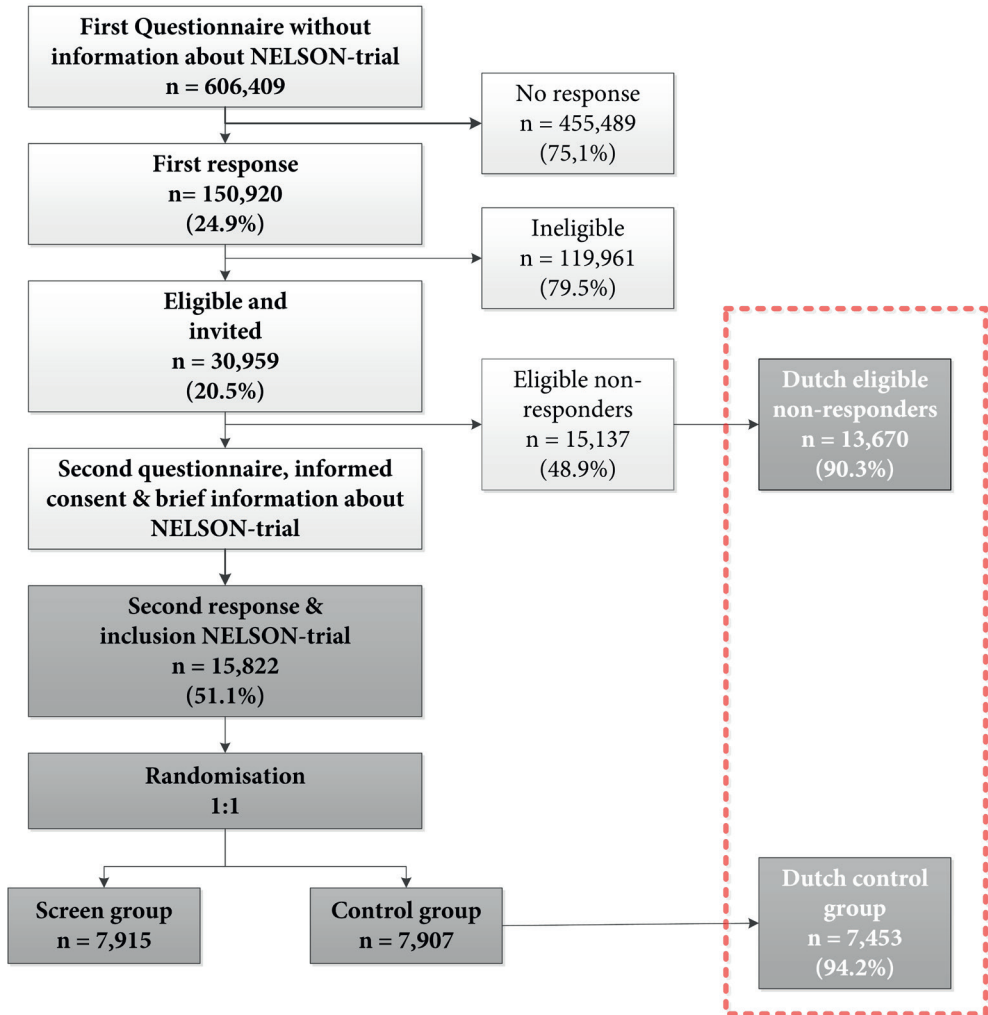 First Questionnaire without
information about NELSON-trial
n = 606,409
No response
n = 455,489
(75,1%)
First response
n= 150,920
(24.9%)
Ineligible
n = 119,961
(79.5%)
Eligible and
invited
n = 30,959
(20.5%)
Eligible non-
responders
n = 15,137
(48.9%)
Dutch eligible
non-responders
n = 13,670
(90.3%)
Second questionnaire, informed
consent & brief information about
NELSON-trial
Second response &
inclusion NELSON-trial
n = 15,822
(51.1%)
Randomisation
1:1
Screen group
n = 7,915
Control group
n = 7,907
Dutch control
group
n = 7,453
(94.2%)